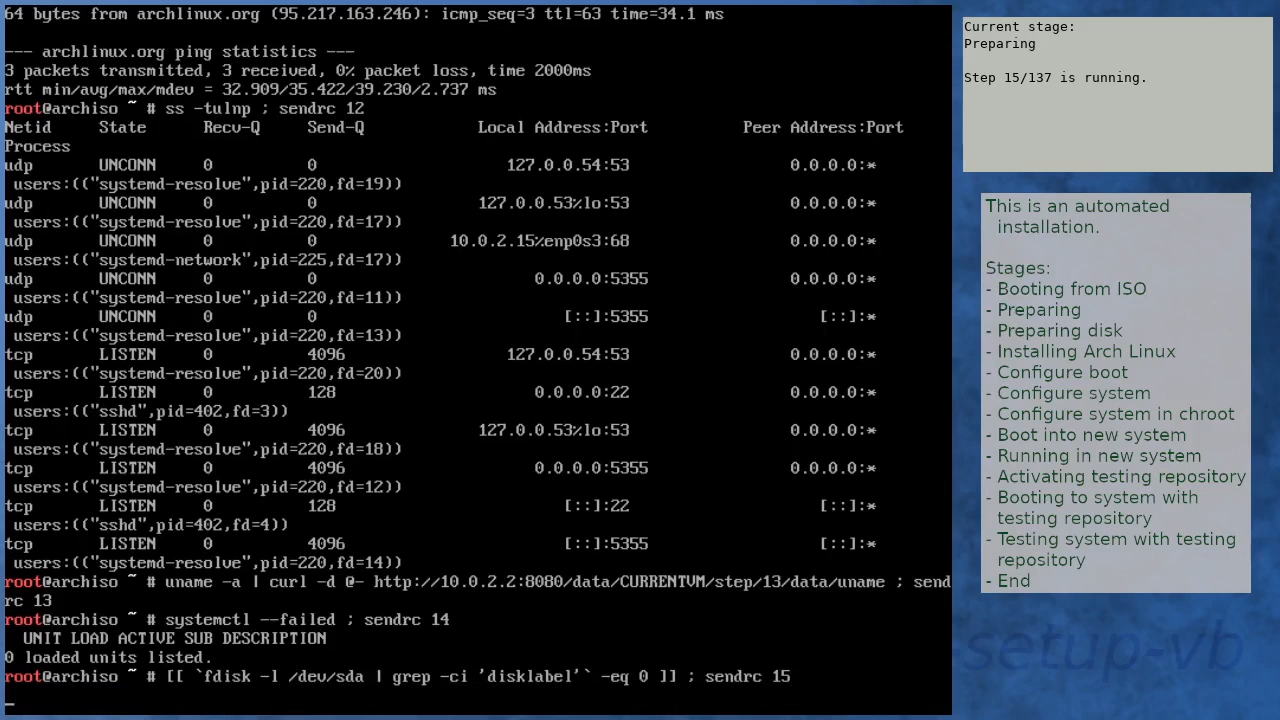 64 bytes from archlinux.org (95.217.163.246): icmp_seq=3 ttl=63 time=34.1 ms
--- archlinux.org ping statistics ---
3 packets transmitted, 3 received, 0% packet loss, time 2000ms
rtt min/avg/max/mdev = 32.909/35.422/39.230/2.737 ms
root@archiso ~ # ss -tulnp ; sendrc 12
Netid State Recv-Q Send-Q Local Address:Port Peer Address:Port
Process
udp UNCONN 0 0 127.0.0.54:53 0.0.0.0:*
users:(("systemd-resolve",pid=220,fd=19))
udp UNCONN 0 0 127.0.0.53%lo:53 0.0.0.0:*
users:(("systemd-resolve",pid=220,fd=17))
udp UNCONN 0 0 10.0.2.15%enp0s3:68 0.0.0.0:*
users:(("systemd-network",pid=225,fd=17))
udp UNCONN 0 0 0.0.0.0:5355 0.0.0.0:*
users:(("systemd-resolve",pid=220,fd=11))
udp UNCONN 0 0 [::]:5355 [::]:*
users:(("systemd-resolve",pid=220,fd=13))
tcp LISTEN 0 4096 127.0.0.54:53 0.0.0.0:*
users:(("systemd-resolve",pid=220,fd=20))
tcp LISTEN 0 128 0.0.0.0:22 0.0.0.0:*
users:(("sshd",pid=402,fd=3))
tcp LISTEN 0 4096 127.0.0.53%lo:53 0.0.0.0:*
users:(("systemd-resolve",pid=220,fd=18))
tcp LISTEN 0 4096 0.0.0.0:5355 0.0.0.0:*
users:(("systemd-resolve",pid=220,fd=12))
tcp LISTEN 0 128 [::]:22 [::]:*
users:(("sshd",pid=402,fd=4))
tcp LISTEN 0 4096 [::]:5355 [::]:*
users:(("systemd-resolve",pid=220,fd=14))
root@archiso ~ # uname -a | curl -d @- http://10.0.2.2:8080/data/CURRENTVM/step/13/data/uname ; send
rc 13
root@archiso ~ # systemctl --failed ; sendrc 14
UNIT LOAD ACTIVE SUB DESCRIPTION
0 loaded units listed.
root@archiso ~ # [[ `fdisk -l /dev/sda | grep -ci 'disklabel'` -eq 0 ]] ; sendrc 15
Current stage:
Preparing
Step 15/137 is running.
This is an automated
installation.
Stages:
- Booting from ISO
- Preparing
- Preparing disk
- Installing Arch Linux
- Configure boot
- Configure system
- Configure system in chroot
- Boot into new system
- Running in new system
- Activating testing repository
- Booting to system with
testing repository
- Testing system with testing
repository
- End
-setup-vb